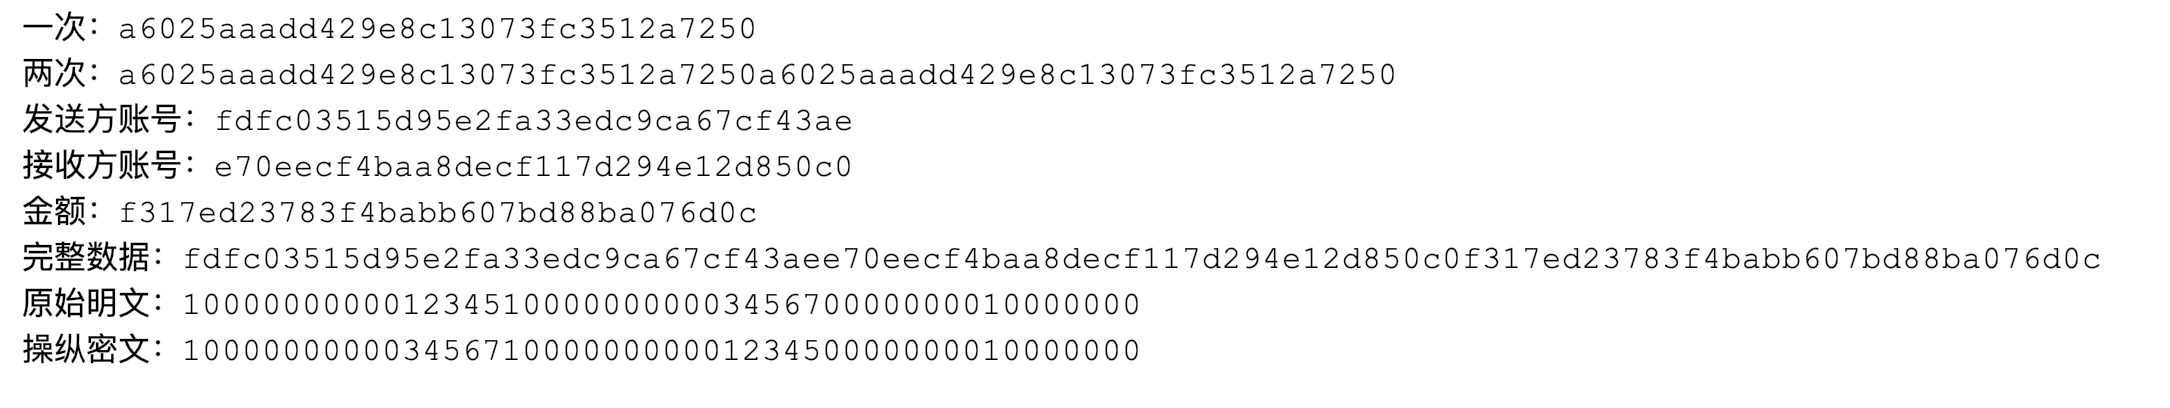 一次：a6025aaadd429e8c13073fc3512a7250
两次：a6025aaadd429e8c13073fc3512a7250a6025aaadd429e8c13073fc3512a7250
发送方账号：fdfc03515d95e2fa33edc9ca67cf43ae
接收方账号：e70eecf4baa8decf117d294e12d850c0
金额：f317ed23783f4babb607bd88ba076d0c
完整数据：fdfc03515d95e2fa33edc9ca67cf43aee70eecf4baa8decf117d294e12d850c0f317ed23783f4babb607bd88ba076d0c
原始明文：100000000001234510000000000345670000000010000000
操纵密文：100000000003456710000000000123450000000010000000